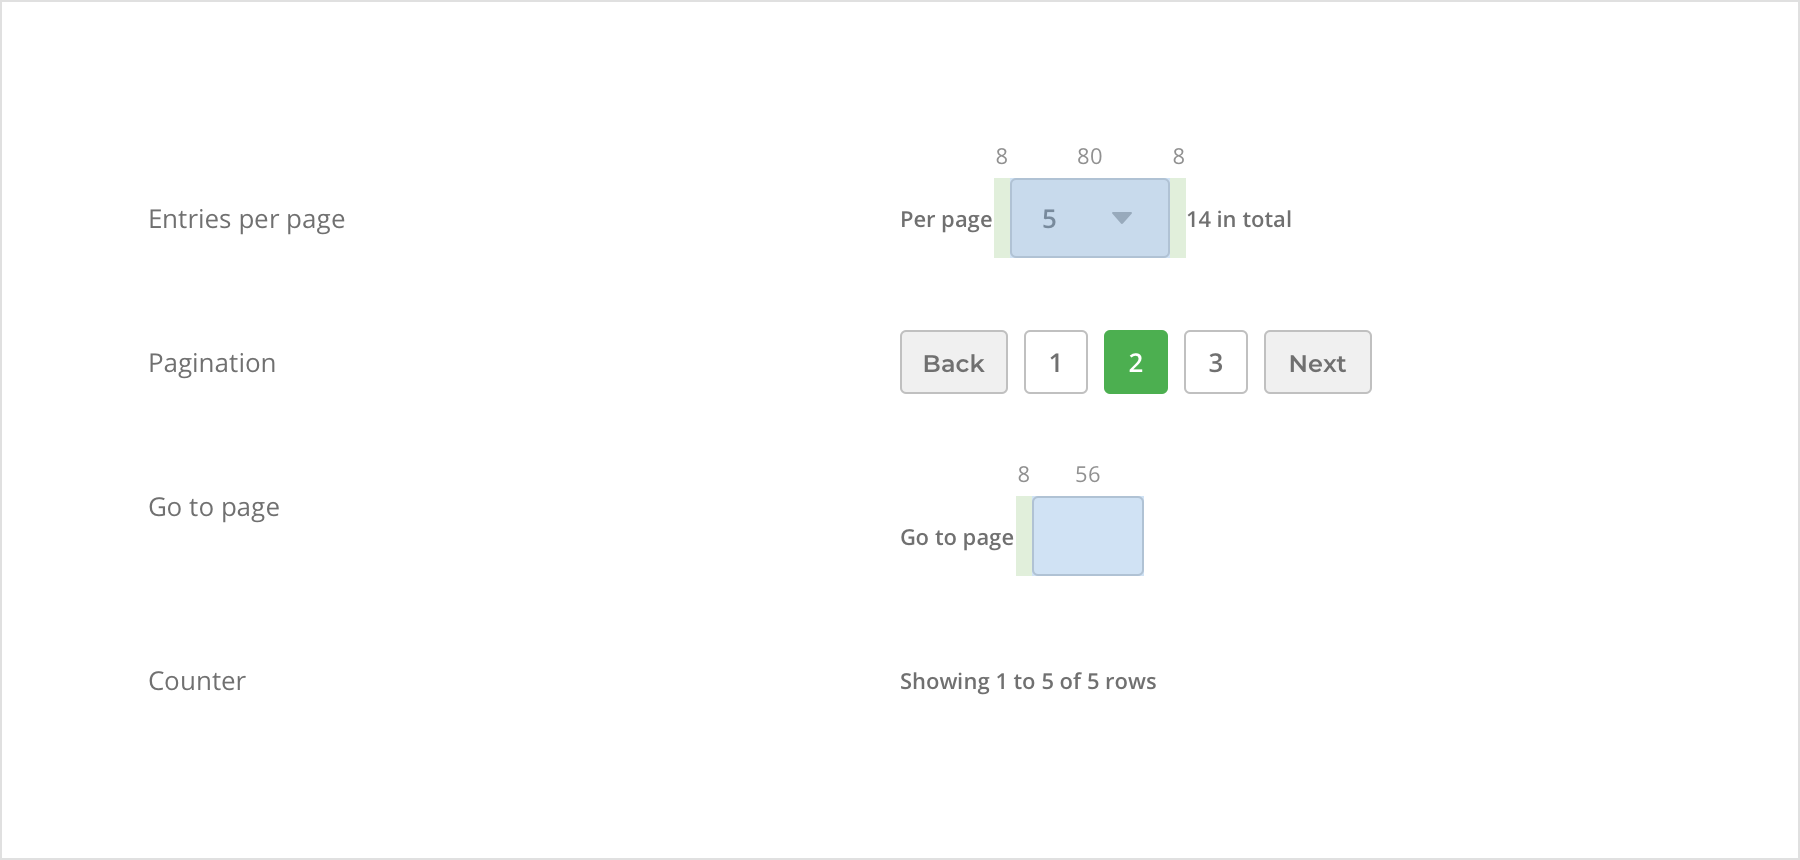 8 80 8
Entries per page
Per page 5 14 in total
Pagination
Back 1 2 3 Next
8 56
Go to page
Go to page
Counter
Showing 1 to 5 of 5 rows